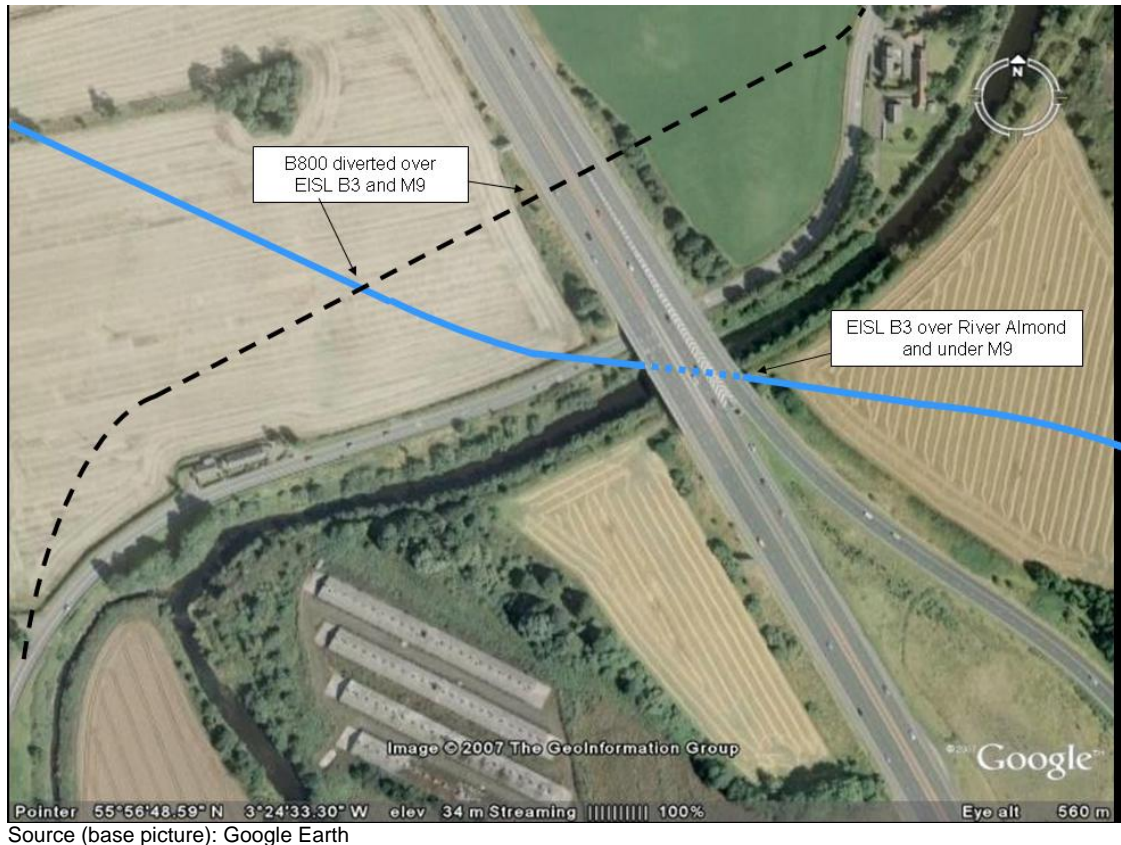 N
B800 diverted over
EISL B3 and M9
EISL B3 over River Almond
and under M9
Image © 2007 The GeoInformation Group
©2007 Google™
Pointer 55°56'48.59" N 3°24'33.30" W elev 34 m Streaming |||||||||| 100% Eye alt 560 m
Source (base picture): Google Earth